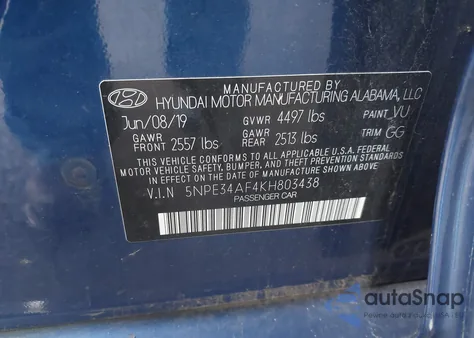 MANUFACTURED BY
HYUNDAI MOTOR MANUFACTURING ALABAMA, LLC
Jun/08/19 GVWR 4497 lbs PAINT VU
GAWR FRONT 2557 lbs GAWR REAR 2513 lbs TRIM GG
THIS VEHICLE CONFORMS TO ALL APPLICABLE U.S.A. FEDERAL
MOTOR VEHICLE SAFETY, BUMPER, AND THEFT PREVENTION STANDARDS
IN EFFECT ON THE DATE OF MANUFACTURE SHOWN ABOVE.
V.I.N 5NPE34AF4KH803438
PASSENGER CAR
autoSnap